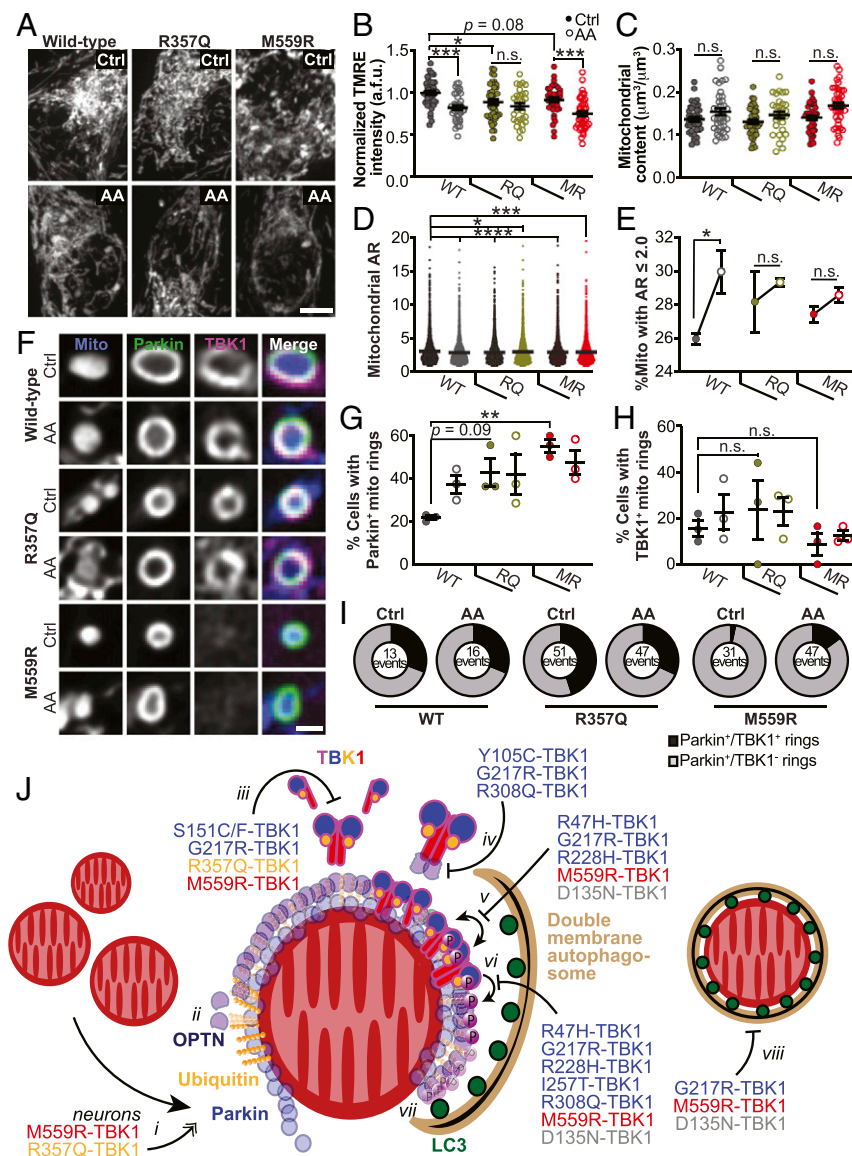 A
Wild-type
R357Q
M559R
Ctrl
Ctrl
Ctrl
AA
AA
AA
B
Ctrl
AA
p = 0.08
*
***
n.s.
***
Normalized TMRE
intensity (a.f.u.)
1.5
1.0
0.5
0.0
WT
RQ
MR
C
n.s.
n.s.
n.s.
Mitochondrial
content (μm³/μm³)
0.3
0.2
0.1
0
WT
RQ
MR
D
***
*
****
Mitochondrial AR
20
15
10
5
0
WT
RQ
MR
E
*
n.s.
n.s.
%Mito with AR ≤ 2.0
32
30
28
26
24
WT
RQ
MR
F
Mito
Parkin
TBK1
Merge
Wild-type
Ctrl
AA
R357Q
Ctrl
AA
M559R
Ctrl
AA
G
**
p = 0.09
% Cells with
Parkin⁺ mito rings
60
40
20
0
WT
RQ
MR
H
n.s.
n.s.
% Cells with
TBK1⁺ mito rings
60
40
20
0
WT
RQ
MR
I
Ctrl
AA
Ctrl
AA
Ctrl
AA
13
events
16
events
51
events
47
events
31
events
47
events
WT
R357Q
M559R
Parkin⁺/TBK1⁺ rings
Parkin⁺/TBK1⁻ rings
J
TBK1
iii
S151C/F-TBK1
G217R-TBK1
R357Q-TBK1
M559R-TBK1
Y105C-TBK1
G217R-TBK1
R308Q-TBK1
iv
R47H-TBK1
G217R-TBK1
R228H-TBK1
M559R-TBK1
D135N-TBK1
v
Double
membrane
autophago-
some
vi
P
P
P
P
P
P
P
P
P
ii
OPTN
Ubiquitin
Parkin
neurons
M559R-TBK1
R357Q-TBK1
i
vii
LC3
R47H-TBK1
G217R-TBK1
R228H-TBK1
I257T-TBK1
R308Q-TBK1
M559R-TBK1
D135N-TBK1
viii
G217R-TBK1
M559R-TBK1
D135N-TBK1